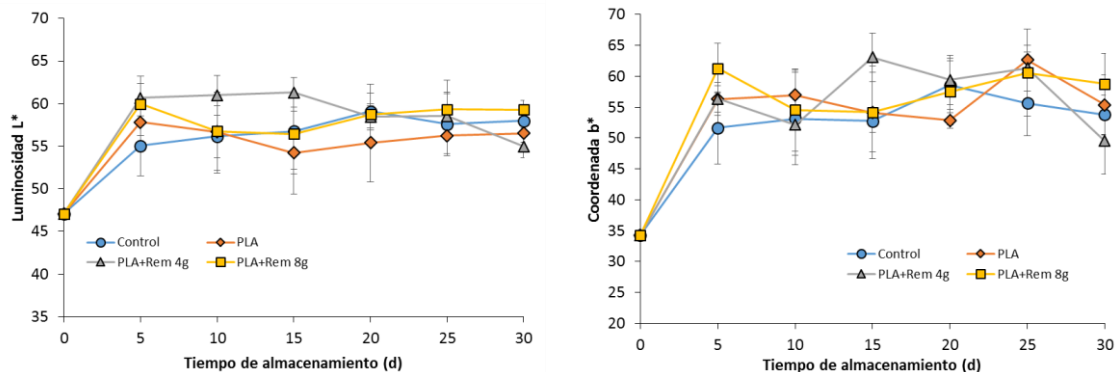 Luminosidad L*
70
65
60
55
50
45
40
35
0
5
10
15
20
25
30
Tiempo de almacenamiento (d)
Control
PLA
PLA+Rem 4g
PLA+Rem 8g
Coordenada b*
70
65
60
55
50
45
40
35
30
25
20
0
5
10
15
20
25
30
Tiempo de almacenamiento (d)
Control
PLA
PLA+Rem 4g
PLA+Rem 8g